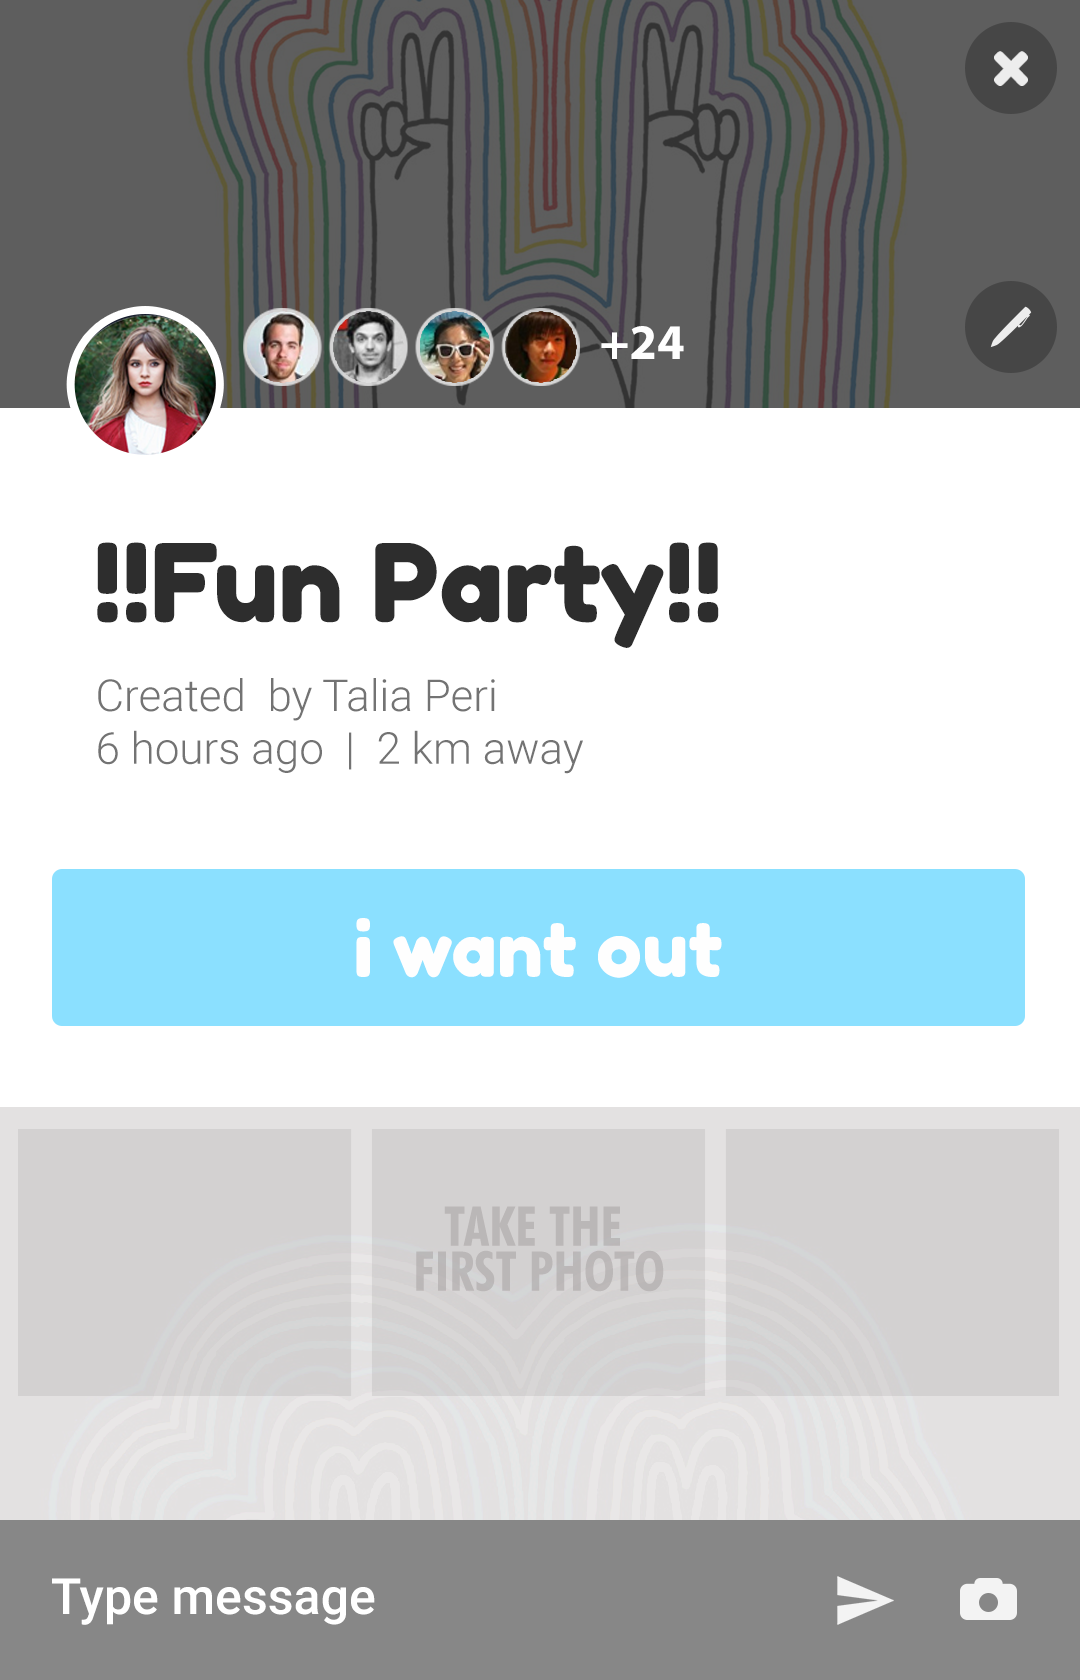 +24
!!Fun Party!!
Created by Talia Peri
6 hours ago | 2 km away
i want out
TAKE THE
FIRST PHOTO
Type message